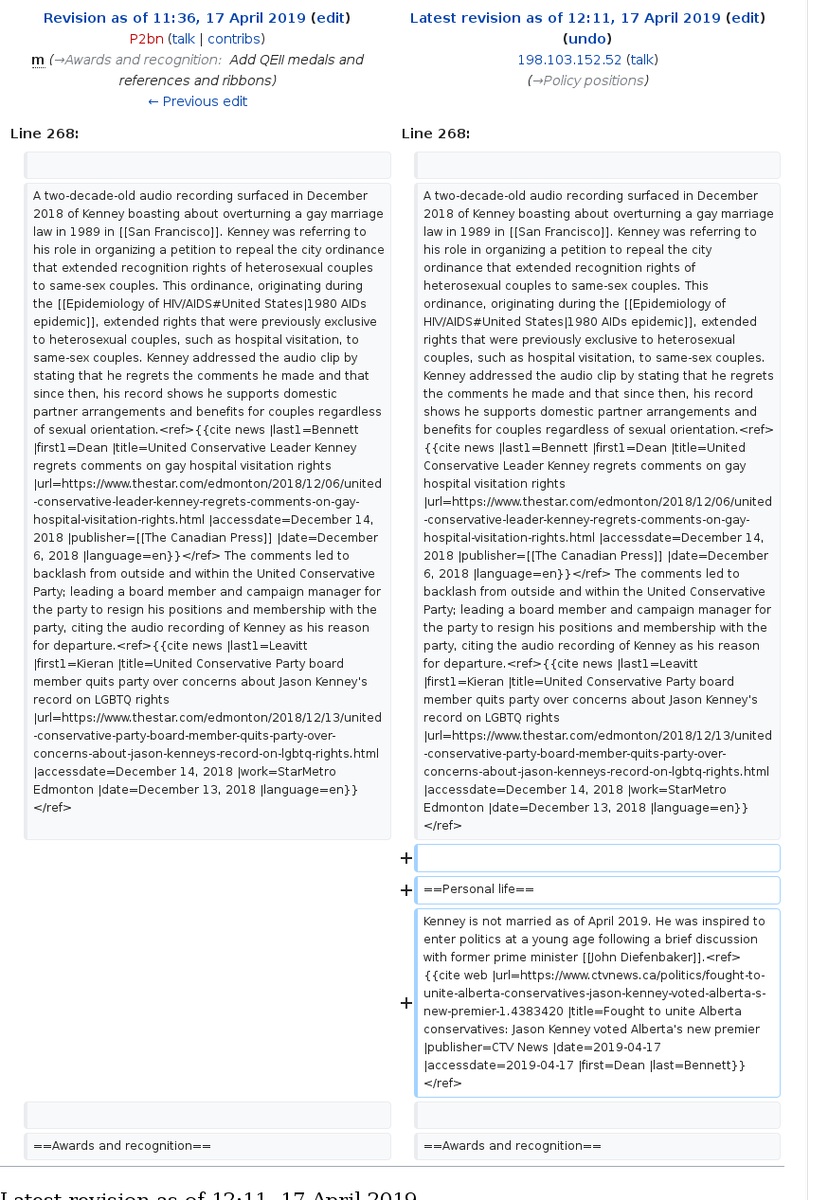 Revision as of 11:36, 17 April 2019 (edit)
P2bn (talk | contribs)
m (→Awards and recognition: Add QEII medals and
references and ribbons)
← Previous edit
Latest revision as of 12:11, 17 April 2019 (edit)
(undo)
198.103.152.52 (talk)
(→Policy positions)
Line 268:
Line 268:
A two-decade-old audio recording surfaced in December
2018 of Kenney boasting about overturning a gay marriage
law in 1989 in [[San Francisco]]. Kenney was referring to
his role in organizing a petition to repeal the city ordinance
that extended recognition rights of heterosexual couples
to same-sex couples. This ordinance, originating during
the [[Epidemiology of HIV/AIDS#United States|1980 AIDs
epidemic]], extended rights that were previously exclusive
to heterosexual couples, such as hospital visitation, to
same-sex couples. Kenney addressed the audio clip by
stating that he regrets the comments he made and that
since then, his record shows he supports domestic
partner arrangements and benefits for couples regardless
of sexual orientation.<ref>{{cite news |last1=Bennett
|first1=Dean |title=United Conservative Leader Kenney
regrets comments on gay hospital visitation rights
|url=https://www.thestar.com/edmonton/2018/12/06/united
-conservative-leader-kenney-regrets-comments-on-gay-
hospital-visitation-rights.html |accessdate=December 14,
2018 |publisher=[[The Canadian Press]] |date=December
6, 2018 |language=en}}</ref> The comments led to
backlash from outside and within the United Conservative
Party; leading a board member and campaign manager for
the party to resign his positions and membership with the
party, citing the audio recording of Kenney as his reason
for departure.<ref>{{cite news |last1=Leavitt
|first1=Kieran |title=United Conservative Party board
member quits party over concerns about Jason Kenney's
record on LGBTQ rights
|url=https://www.thestar.com/edmonton/2018/12/13/united
-conservative-party-board-member-quits-party-over-
concerns-about-jason-kenneys-record-on-lgbtq-rights.html
|accessdate=December 14, 2018 |work=StarMetro
Edmonton |date=December 13, 2018 |language=en}}
</ref>
A two-decade-old audio recording surfaced in December
2018 of Kenney boasting about overturning a gay marriage
law in 1989 in [[San Francisco]]. Kenney was referring to
his role in organizing a petition to repeal the city
ordinance that extended recognition rights of
heterosexual couples to same-sex couples. This
ordinance, originating during the [[Epidemiology of
HIV/AIDS#United States|1980 AIDs epidemic]], extended
rights that were previously exclusive to heterosexual
couples, such as hospital visitation, to same-sex couples.
Kenney addressed the audio clip by stating that he regrets
the comments he made and that since then, his record
shows he supports domestic partner arrangements and
benefits for couples regardless of sexual orientation.<ref>
{{cite news |last1=Bennett |first1=Dean |title=United
Conservative Leader Kenney regrets comments on gay
hospital visitation rights
|url=https://www.thestar.com/edmonton/2018/12/06/united
-conservative-leader-kenney-regrets-comments-on-gay-
hospital-visitation-rights.html |accessdate=December 14,
2018 |publisher=[[The Canadian Press]] |date=December
6, 2018 |language=en}}</ref> The comments led to
backlash from outside and within the United Conservative
Party; leading a board member and campaign manager for
the party to resign his positions and membership with the
party, citing the audio recording of Kenney as his reason
for departure.<ref>{{cite news |last1=Leavitt
|first1=Kieran |title=United Conservative Party board
member quits party over concerns about Jason Kenney's
record on LGBTQ rights
|url=https://www.thestar.com/edmonton/2018/12/13/united
-conservative-party-board-member-quits-party-over-
concerns-about-jason-kenneys-record-on-lgbtq-rights.html
|accessdate=December 14, 2018 |work=StarMetro
Edmonton |date=December 13, 2018 |language=en}}
</ref>
+
+ ==Personal life==
+ Kenney is not married as of April 2019. He was inspired to
enter politics at a young age following a brief discussion
with former prime minister [[John Diefenbaker]].<ref>
{{cite web |url=https://www.ctvnews.ca/politics/fought-to-
unite-alberta-conservatives-jason-kenney-voted-alberta-s-
new-premier-1.4383420 |title=Fought to unite Alberta
conservatives: Jason Kenney voted Alberta's new premier
|publisher=CTV News |date=2019-04-17
|accessdate=2019-04-17 |first=Dean |last=Bennett}}
</ref>
==Awards and recognition==
==Awards and recognition==
Latest revision as of 12:11, 17 April 2019